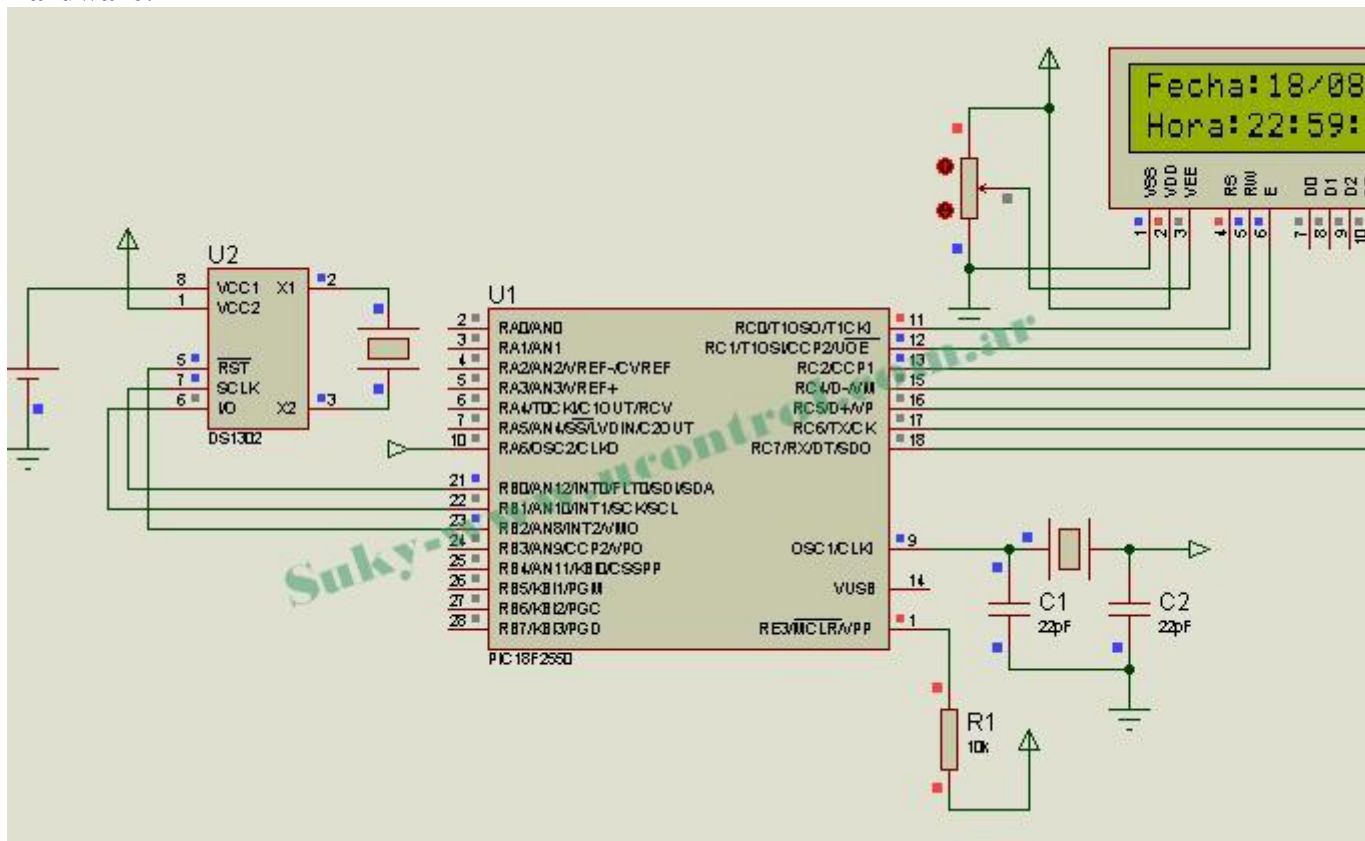 Fecha:18/08
Hora:22:59:
VSS
VDD
VEE
RS
RW
E
D0
D1
D2
1
2
3
4
5
6
7
8
9
10
U2
8
VCC1
X1
2
1
VCC2
5
RST
7
SCLK
6
I/O
X2
3
DS1302
U1
2
RA0/AN0
RC0/T1OSO/T1CKI
11
3
RA1/AN1
RC1/T1OSI/CCP2/UOE
12
4
RA2/AN2/VREF-/CVREF
RC2/CCP1
13
5
RA3/AN3/VREF+
RC4/D-/VM
15
6
RA4/T0CKI/C1OUT/RCV
RC5/D+/VP
16
7
RA5/AN4/SS/LVDIN/C2OUT
RC6/TX/CK
17
10
RA6/OSC2/CLKO
RC7/RX/DT/SDO
18
21
RB0/AN12/INT0/FLT0/SDI/SDA
22
RB1/AN10/INT1/SCK/SCL
23
RB2/AN8/INT2/VMO
24
RB3/AN9/CCP2/VPO
OSC1/CLKI
9
25
RB4/AN11/KBI0/CSSPP
26
RB5/KBI1/PGM
VUSB
14
27
RB6/KBI2/PGC
28
RB7/KBI3/PGD
RE3/MCLR/VPP
1
PIC18F2550
C1
22pF
C2
22pF
R1
10k
Suky-www.ucontrol.com.ar